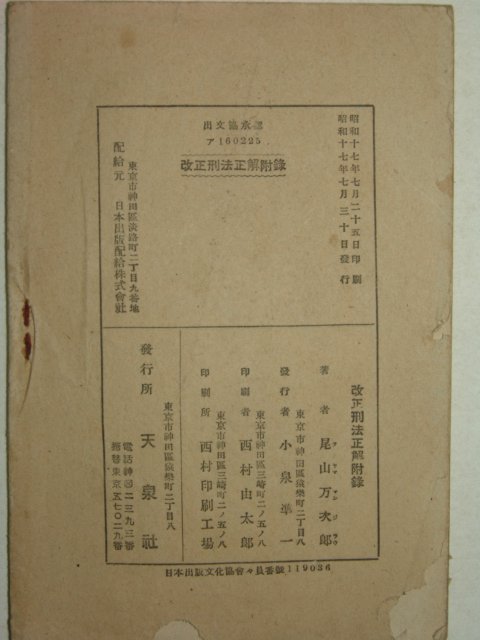 出文協承認
ア160225
改正刑法正解附錄
昭和十七年七月二十五日印刷
昭和十七年七月三十日發行
配給元
東京市神田區淡路町二丁目九番地
日本出版配給株式會社
改正刑法正解附錄
著者 尾山万次郎
東京市神田區猿樂町二丁目八
發行者 小泉準一
東京市神田區三崎町二ノ五ノ八
印刷者 西村由太郎
東京市神田區三崎町二ノ五ノ八
印刷所 西村印刷工場
東京市神田區猿樂町二丁目八
發行所 天泉社
電話神田二三九三番
振替東京五七〇二九番
日本出版文化協會々員番號119036